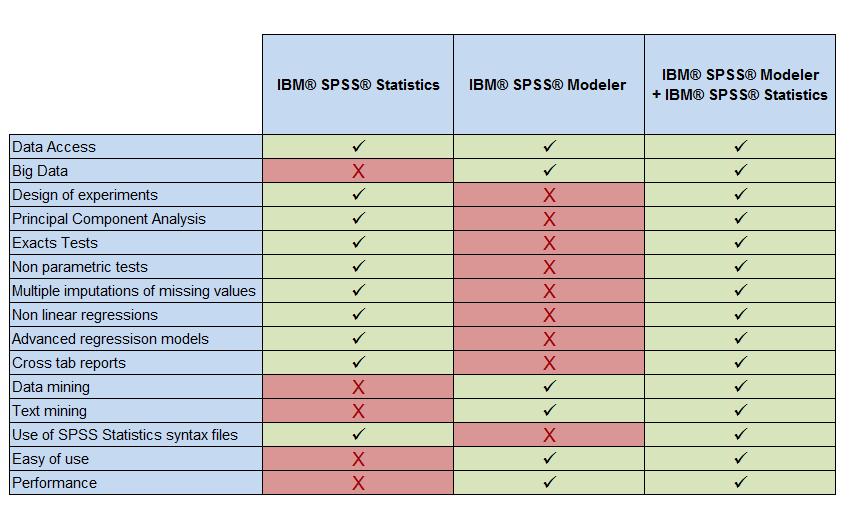 IBM® SPSS® Statistics
IBM® SPSS® Modeler
IBM® SPSS® Modeler
+ IBM® SPSS® Statistics
Data Access ✓ ✓ ✓
Big Data X ✓ ✓
Design of experiments ✓ X ✓
Principal Component Analysis ✓ X ✓
Exacts Tests ✓ X ✓
Non parametric tests ✓ X ✓
Multiple imputations of missing values ✓ X ✓
Non linear regressions ✓ X ✓
Advanced regressison models ✓ X ✓
Cross tab reports ✓ X ✓
Data mining X ✓ ✓
Text mining X ✓ ✓
Use of SPSS Statistics syntax files ✓ X ✓
Easy of use X ✓ ✓
Performance X ✓ ✓